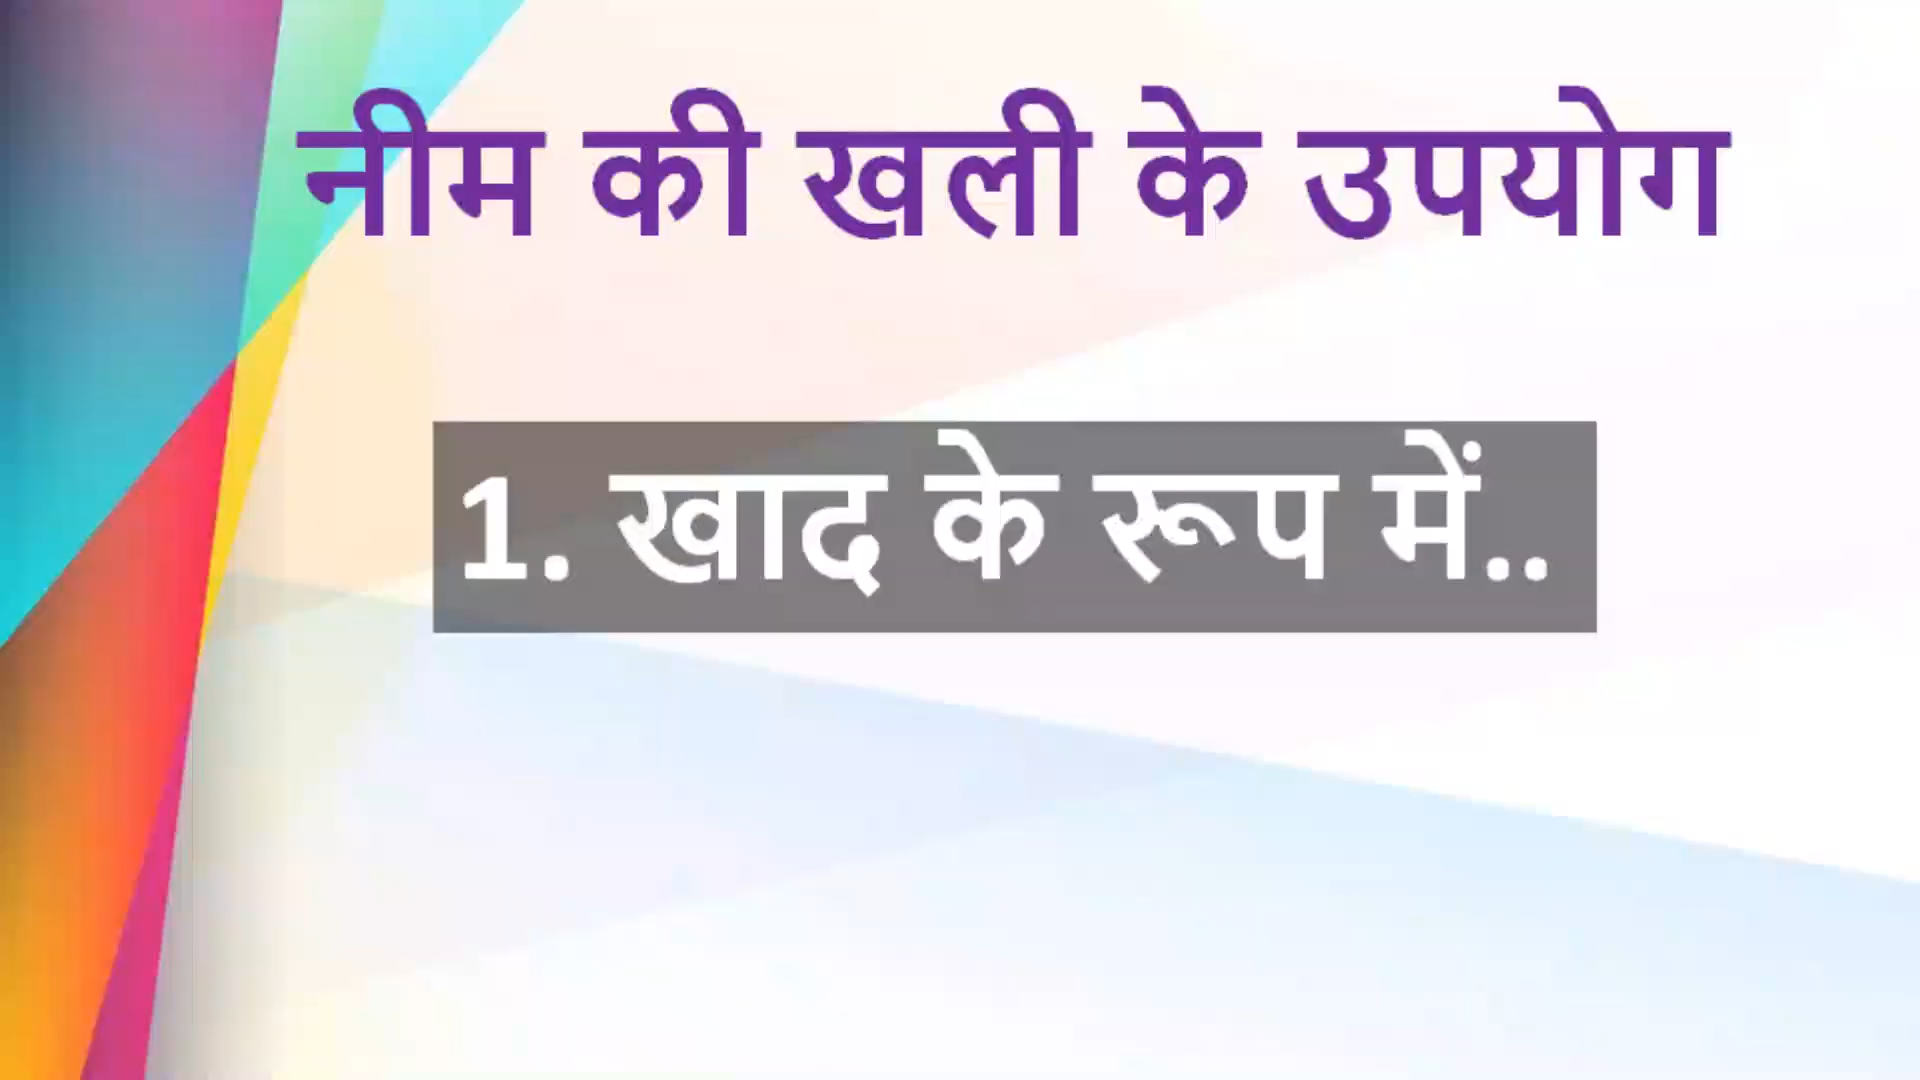 नीम की खली के उपयोग
1. खाद के रूप में..